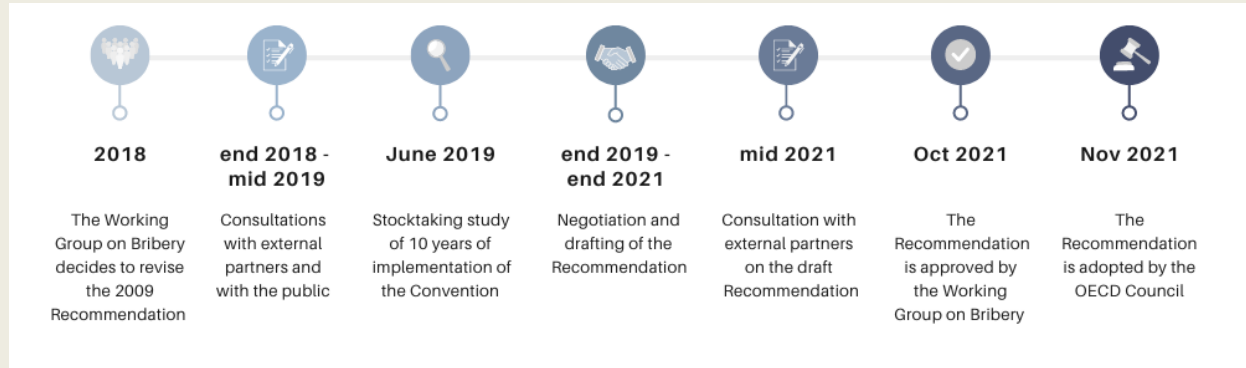 2018
The Working
Group on Bribery
decides to revise
the 2009
Recommendation
end 2018 -
mid 2019
Consultations
with external
partners and
with the public
June 2019
Stocktaking study
of 10 years of
implementation of
the Convention
end 2019 -
end 2021
Negotiation and
drafting of the
Recommendation
mid 2021
Consultation with
external partners
on the draft
Recommendation
Oct 2021
The
Recommendation
is approved by
the Working
Group on Bribery
Nov 2021
The
Recommendation
is adopted by the
OECD Council